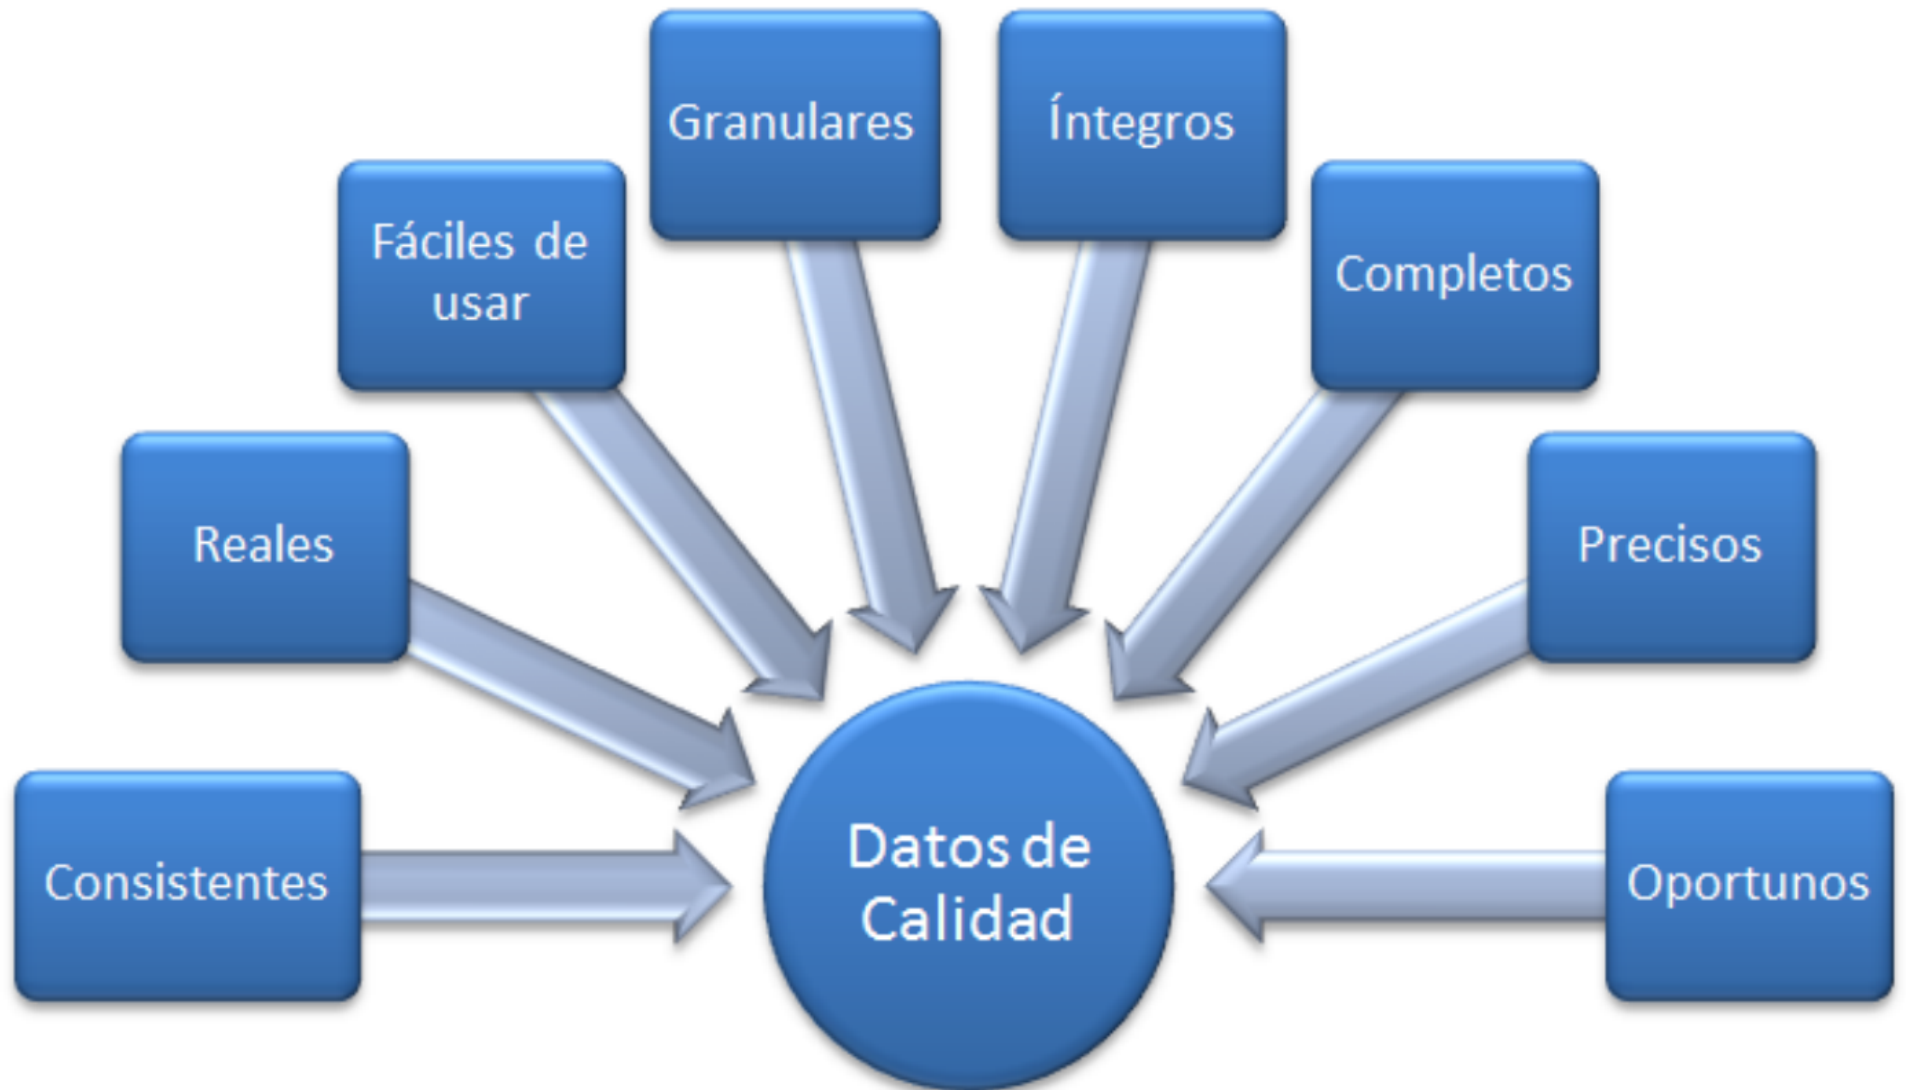 Granulares
Íntegros
Fáciles de
usar
Completos
Reales
Precisos
Consistentes
Datos de
Calidad
Oportunos